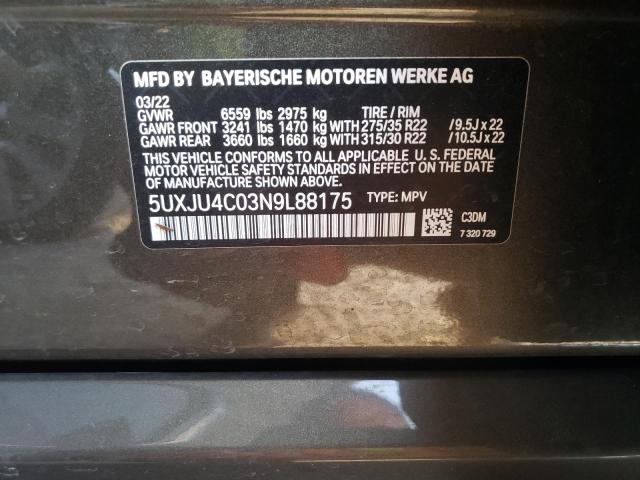 MFD BY BAYERISCHE MOTOREN WERKE AG
03/22
GVWR 6559 lbs 2975 kg TIRE / RIM
GAWR FRONT 3241 lbs 1470 kg WITH 275/35 R22 /9.5J x 22
GAWR REAR 3660 lbs 1660 kg WITH 315/30 R22 /10.5J x 22
THIS VEHICLE CONFORMS TO ALL APPLICABLE U.S. FEDERAL
MOTOR VEHICLE SAFETY STANDARDS IN EFFECT ON THE DATE
OF MANUFACTURE SHOWN ABOVE.
5UXJU4C03N9L88175 TYPE: MPV
C3DM
7 320 729